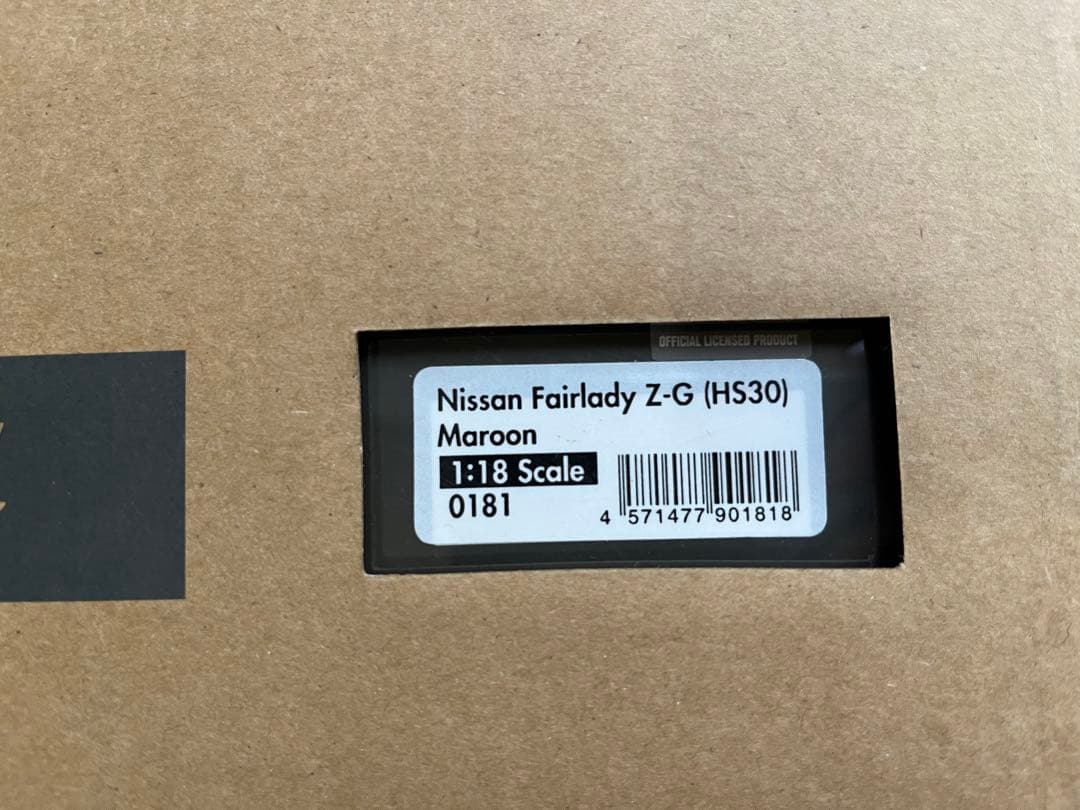 OFFICIAL LICENSED PRODUCT
Nissan Fairlady Z-G (HS30)
Maroon
1:18 Scale
0181
4 571477 901818